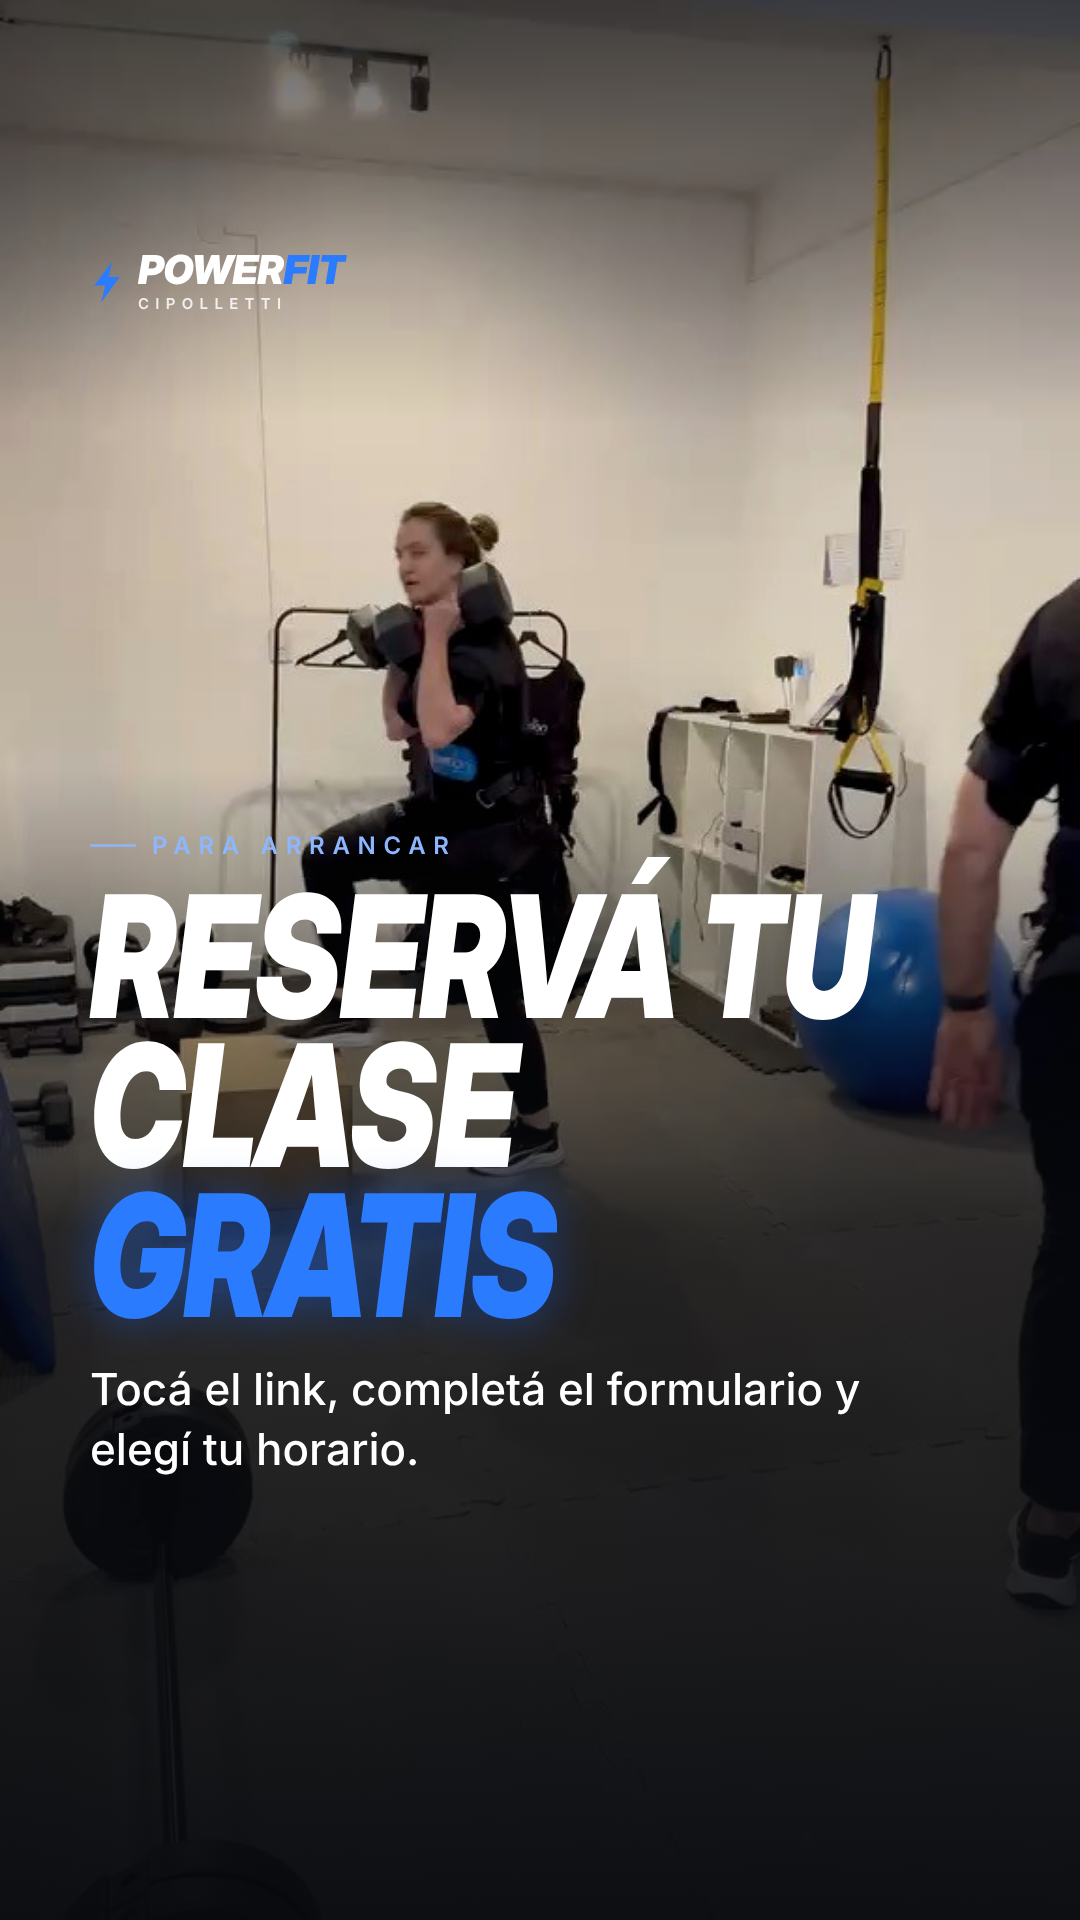 POWERFIT
CIPOLLETTI
PARA ARRANCAR
RESERVÁ TU
CLASE
GRATIS
Tocá el link, completá el formulario y
elegí tu horario.